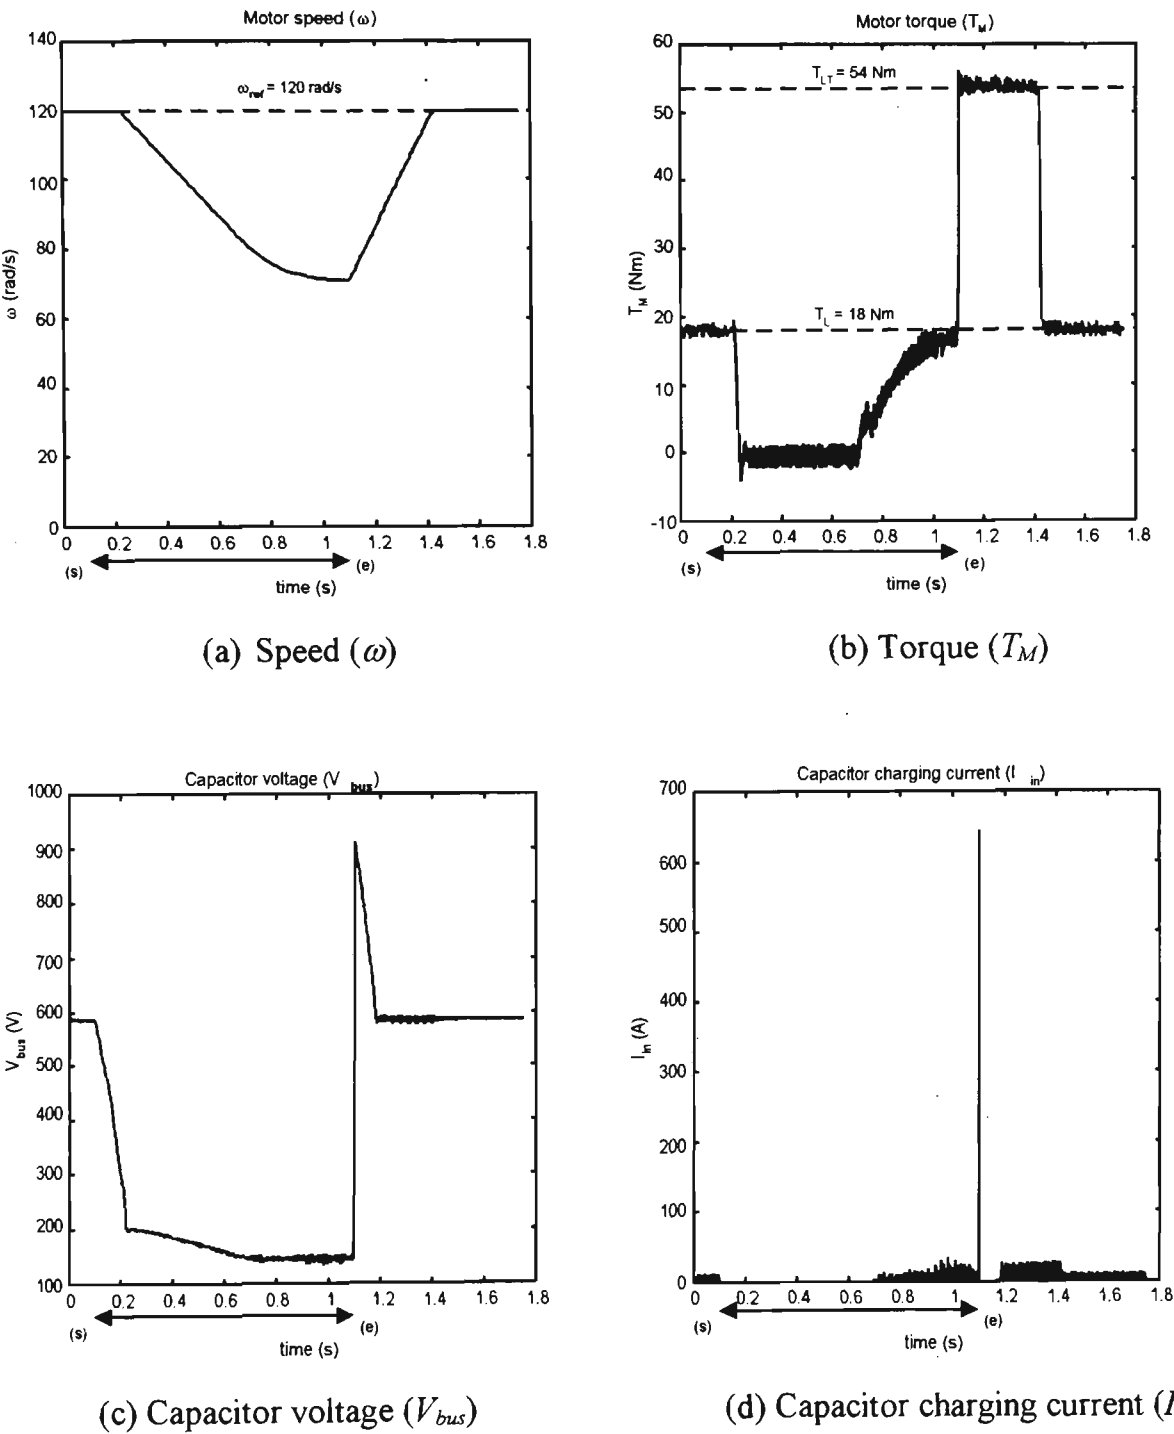 Motor speed (ω)
140
120
100
80
60
40
20
0
ω (rad/s)
ω_ref = 120 rad/s
0 0.2 0.4 0.6 0.8 1 1.2 1.4 1.6 1.8
(s) (e)
time (s)
(a) Speed (ω)
Motor torque (T_M)
60
50
40
30
20
10
0
-10
T_M (Nm)
T_LT = 54 Nm
T_L = 18 Nm
0 0.2 0.4 0.6 0.8 1 1.2 1.4 1.6 1.8
(s) (e)
time (s)
(b) Torque (T_M)
Capacitor voltage (V_bus)
1000
900
800
700
600
500
400
300
200
100
V_bus (V)
0 0.2 0.4 0.6 0.8 1 1.2 1.4 1.6 1.8
(s) (e)
time (s)
(c) Capacitor voltage (V_bus)
Capacitor charging current (I_in)
700
600
500
400
300
200
100
0
I_in (A)
0 0.2 0.4 0.6 0.8 1 1.2 1.4 1.6 1.8
(s) (e)
time (s)
(d) Capacitor charging current (I